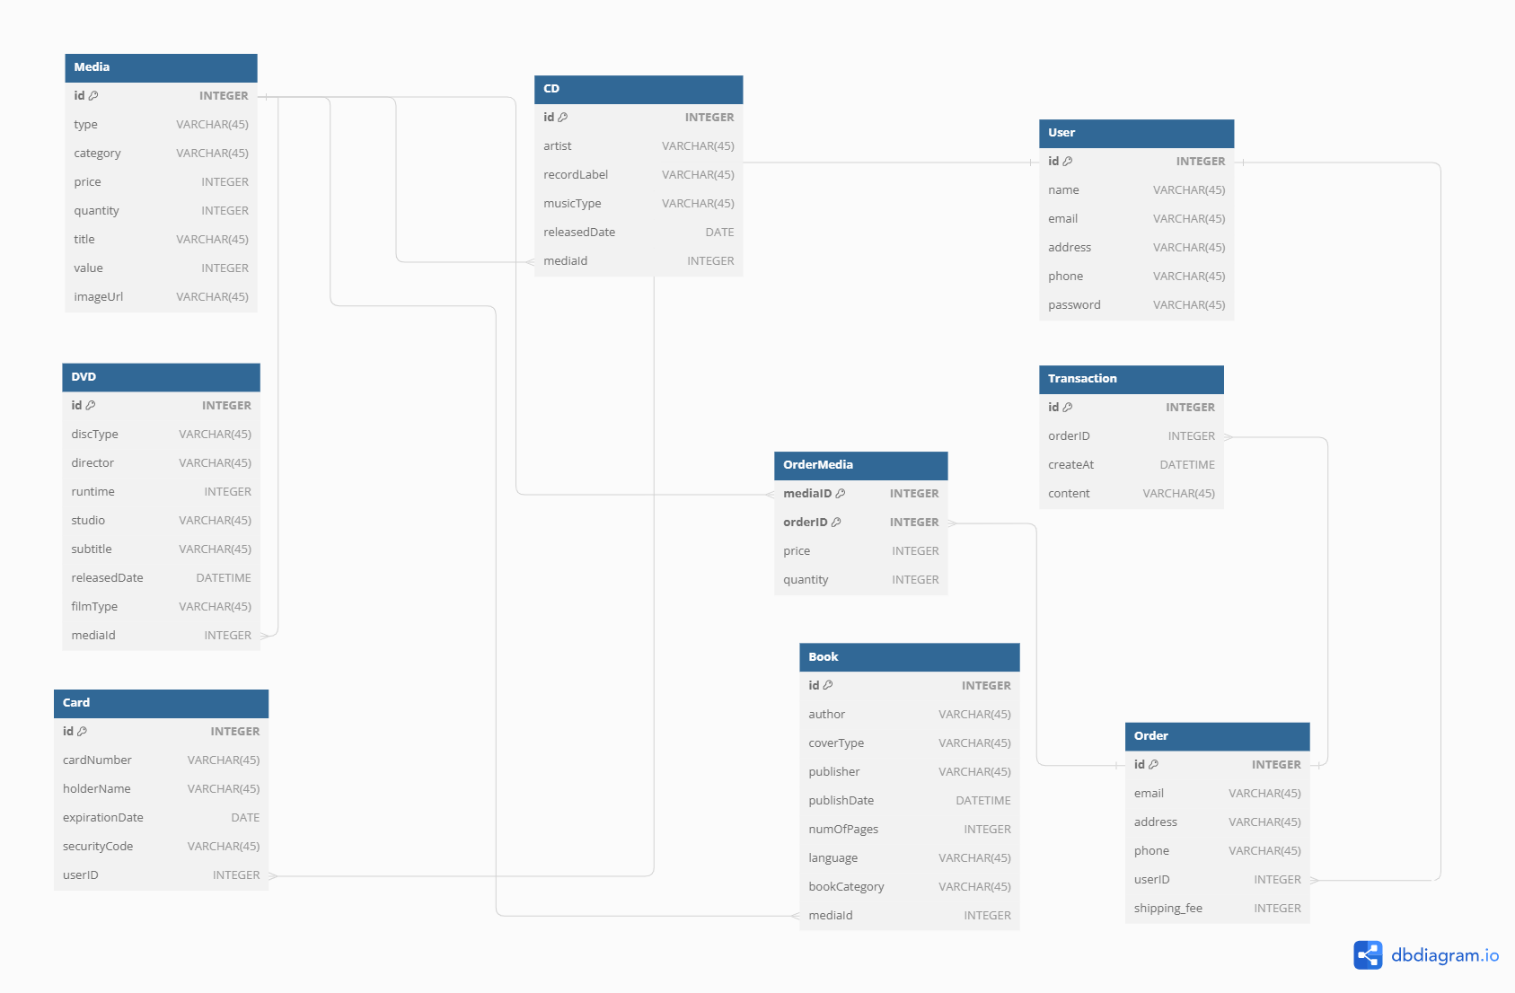 Media
id INTEGER
type VARCHAR(45)
category VARCHAR(45)
price INTEGER
quantity INTEGER
title VARCHAR(45)
value INTEGER
imageUrl VARCHAR(45)
CD
id INTEGER
artist VARCHAR(45)
recordLabel VARCHAR(45)
musicType VARCHAR(45)
releasedDate DATE
mediaId INTEGER
User
id INTEGER
name VARCHAR(45)
email VARCHAR(45)
address VARCHAR(45)
phone VARCHAR(45)
password VARCHAR(45)
DVD
id INTEGER
discType VARCHAR(45)
director VARCHAR(45)
runtime INTEGER
studio VARCHAR(45)
subtitle VARCHAR(45)
releasedDate DATETIME
filmType VARCHAR(45)
mediaId INTEGER
Transaction
id INTEGER
orderID INTEGER
createAt DATETIME
content VARCHAR(45)
OrderMedia
mediaID INTEGER
orderID INTEGER
price INTEGER
quantity INTEGER
Card
id INTEGER
cardNumber VARCHAR(45)
holderName VARCHAR(45)
expirationDate DATE
securityCode VARCHAR(45)
userID INTEGER
Book
id INTEGER
author VARCHAR(45)
coverType VARCHAR(45)
publisher VARCHAR(45)
publishDate DATETIME
numOfPages INTEGER
language VARCHAR(45)
bookCategory VARCHAR(45)
mediaId INTEGER
Order
id INTEGER
email VARCHAR(45)
address VARCHAR(45)
phone VARCHAR(45)
userID INTEGER
shipping_fee INTEGER
dbdiagram.io